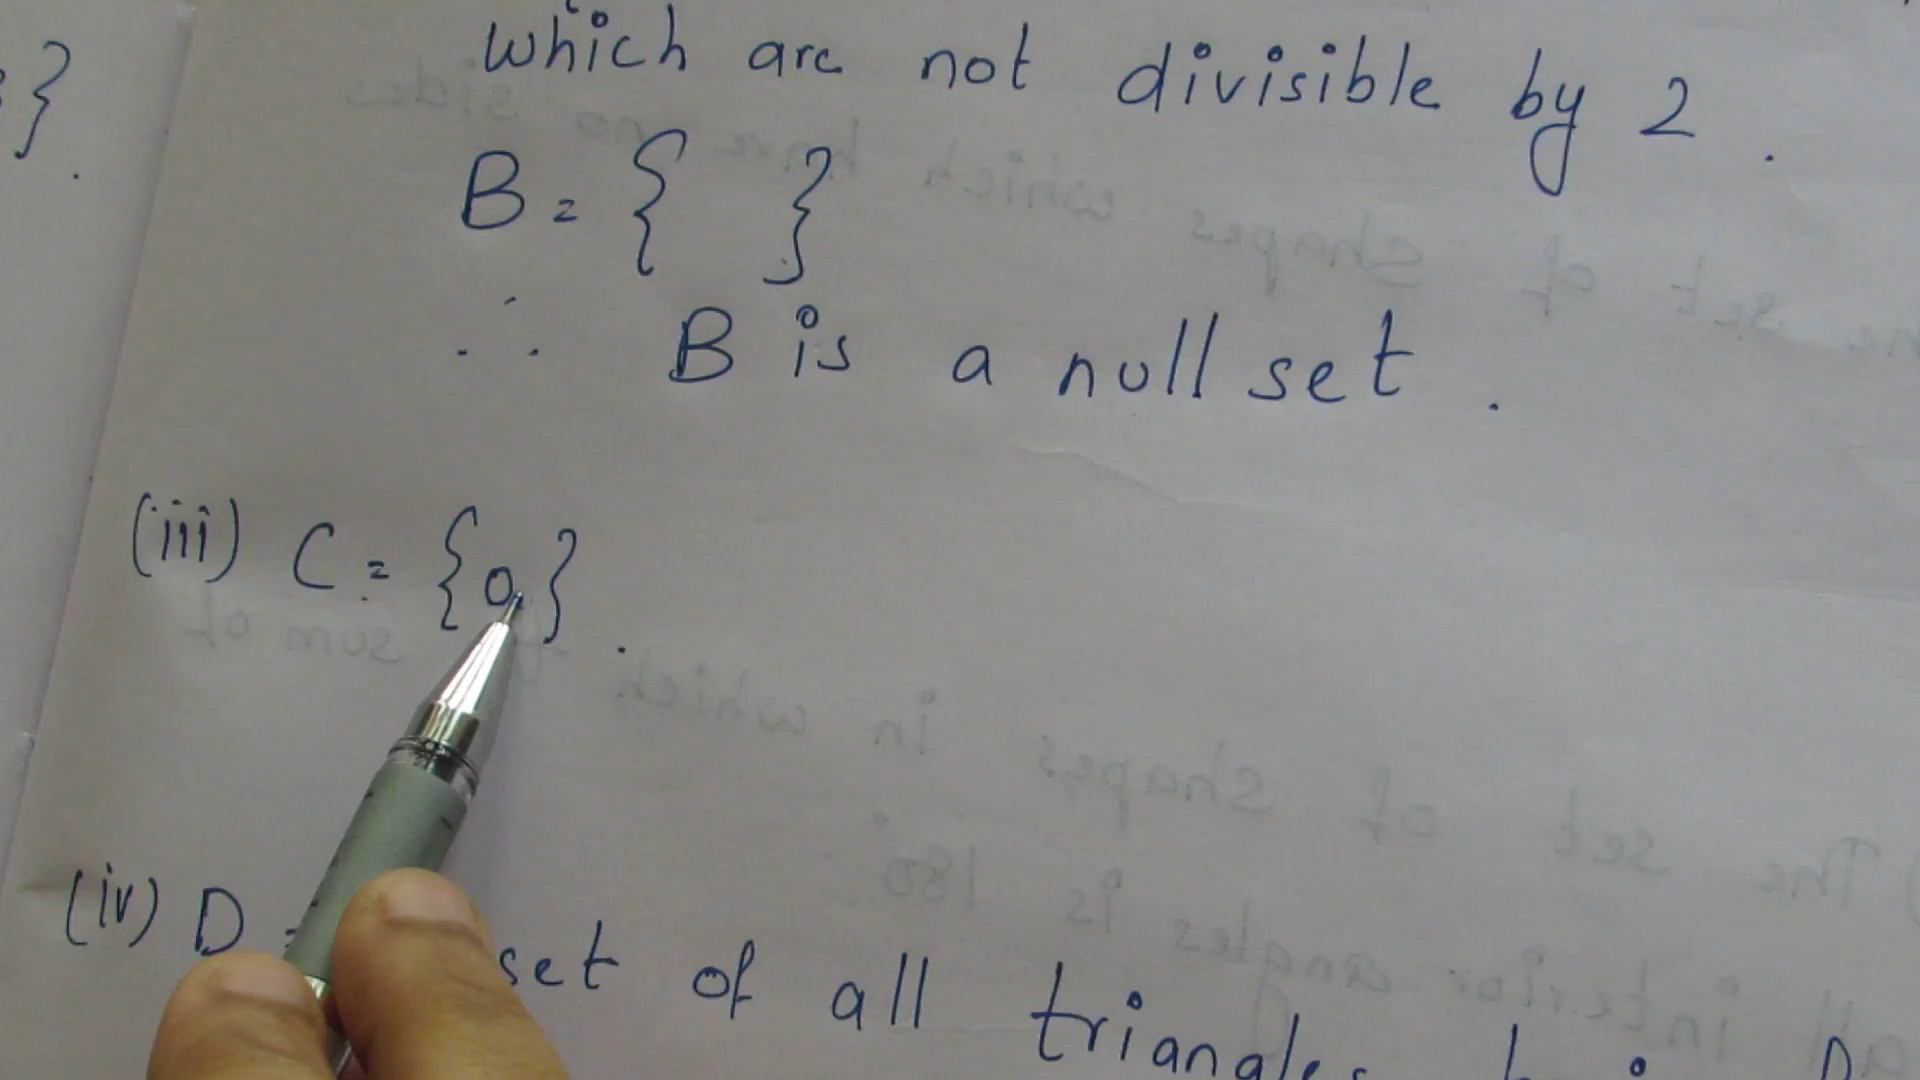 }.
which are not divisible by 2.
B = { }
∴ B is a null set.
(iii) C = {0}.
(iv) D = set of all triangles